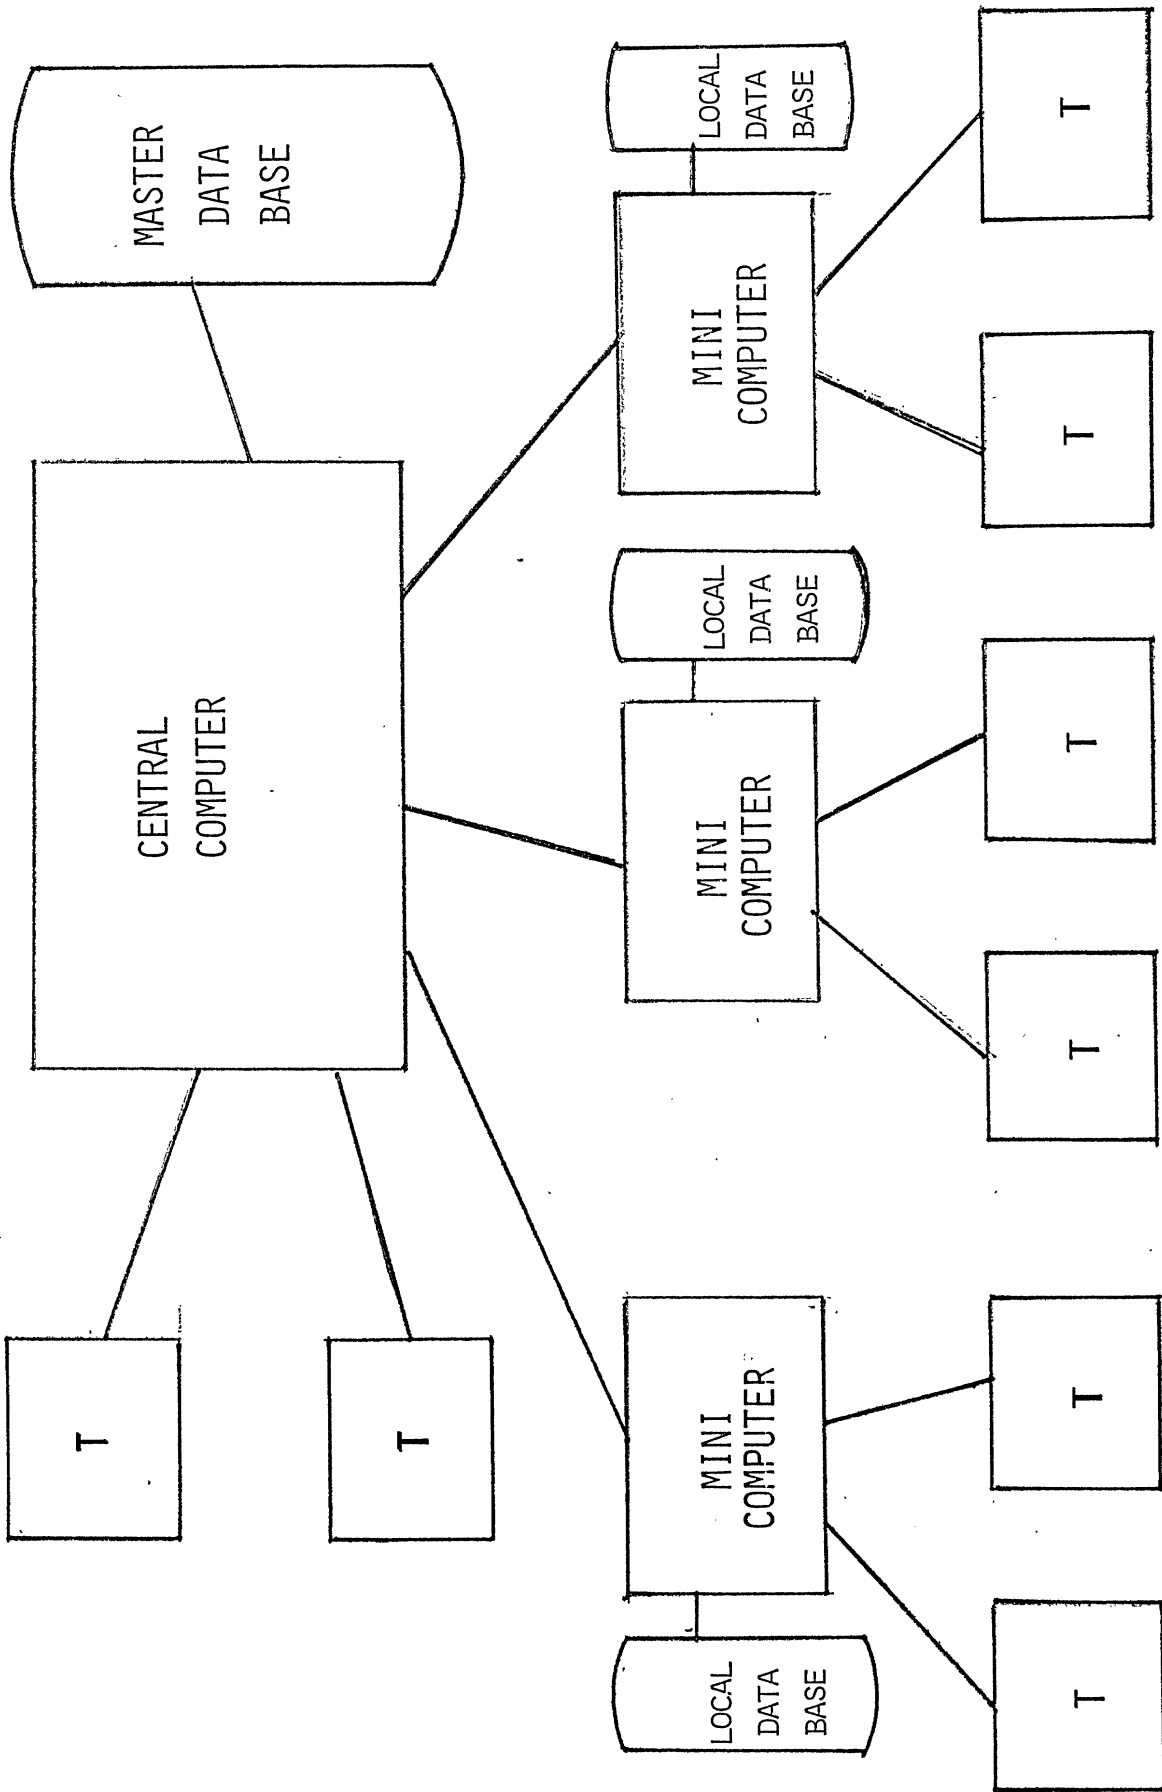 T
CENTRAL
COMPUTER
MASTER
DATA
BASE
T
LOCAL
DATA
BASE
MINI
COMPUTER
MINI
COMPUTER
LOCAL
DATA
BASE
MINI
COMPUTER
LOCAL
DATA
BASE
T
T
T
T
T
T